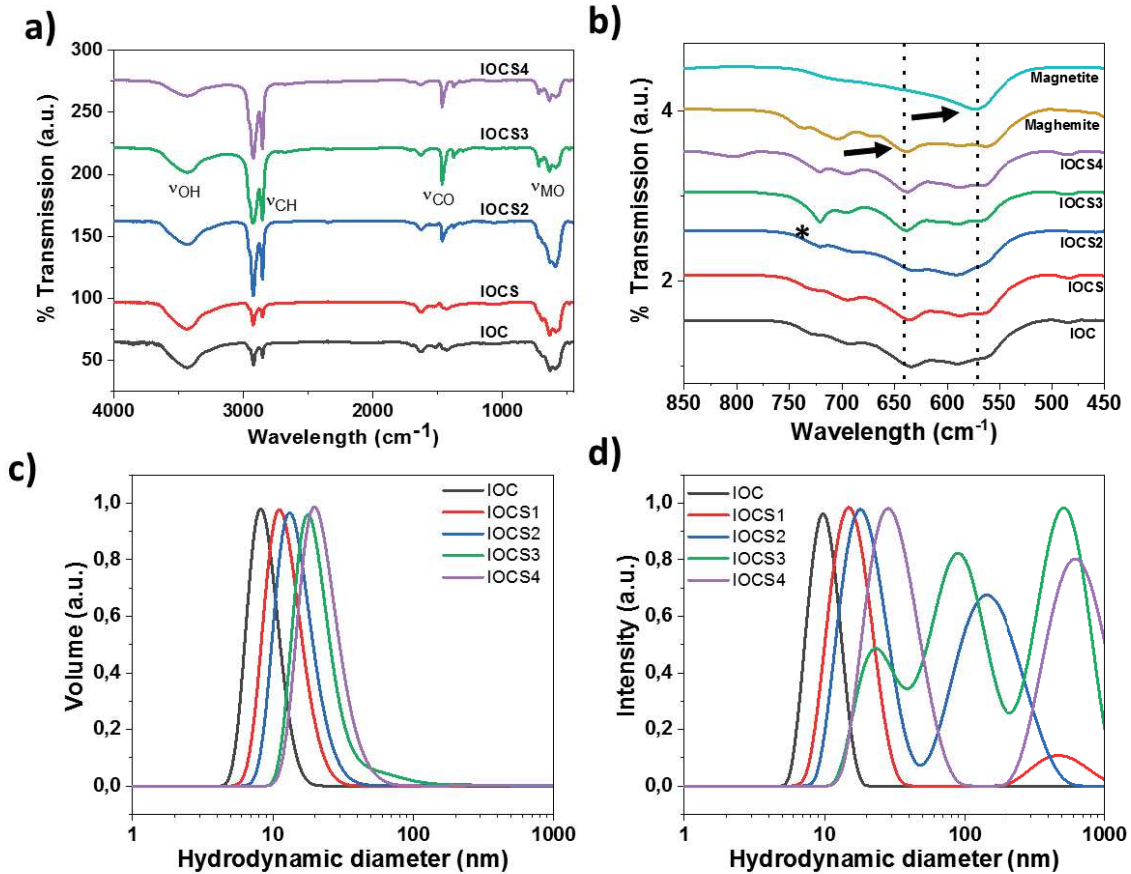 a)
300
250
200
150
100
50
% Transmission (a.u.)
IOCS4
IOCS3
IOCS2
IOCS
IOC
νOH
νCH
νCO
νMO
4000 3000 2000 1000
Wavelength (cm⁻¹)
b)
4
2
% Transmission (a.u.)
Magnetite
Maghemite
IOCS4
IOCS3
*
IOCS2
IOCS
IOC
850 800 750 700 650 600 550 500 450
Wavelength (cm⁻¹)
c)
1,0
0,8
0,6
0,4
0,2
0,0
Volume (a.u.)
IOC
IOCS1
IOCS2
IOCS3
IOCS4
1 10 100 1000
Hydrodynamic diameter (nm)
d)
1,0
0,8
0,6
0,4
0,2
0,0
Intensity (a.u.)
IOC
IOCS1
IOCS2
IOCS3
IOCS4
1 10 100 1000
Hydrodynamic diameter (nm)